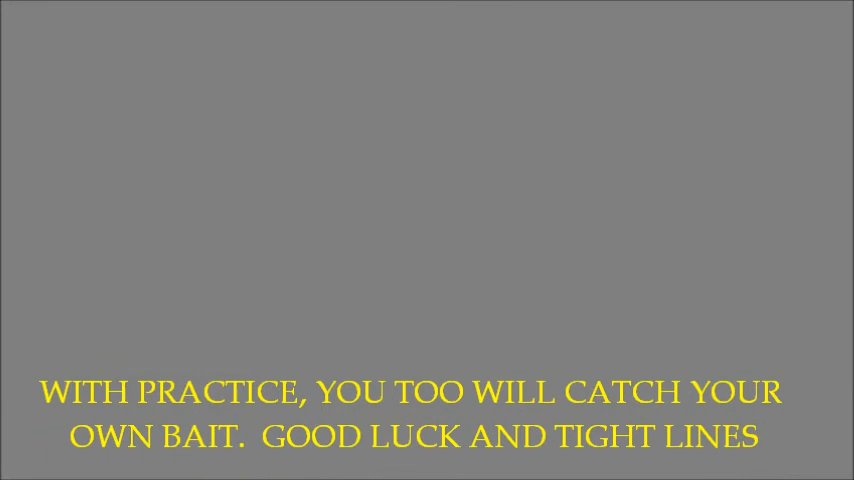 WITH PRACTICE, YOU TOO WILL CATCH YOUR
OWN BAIT.  GOOD LUCK AND TIGHT LINES